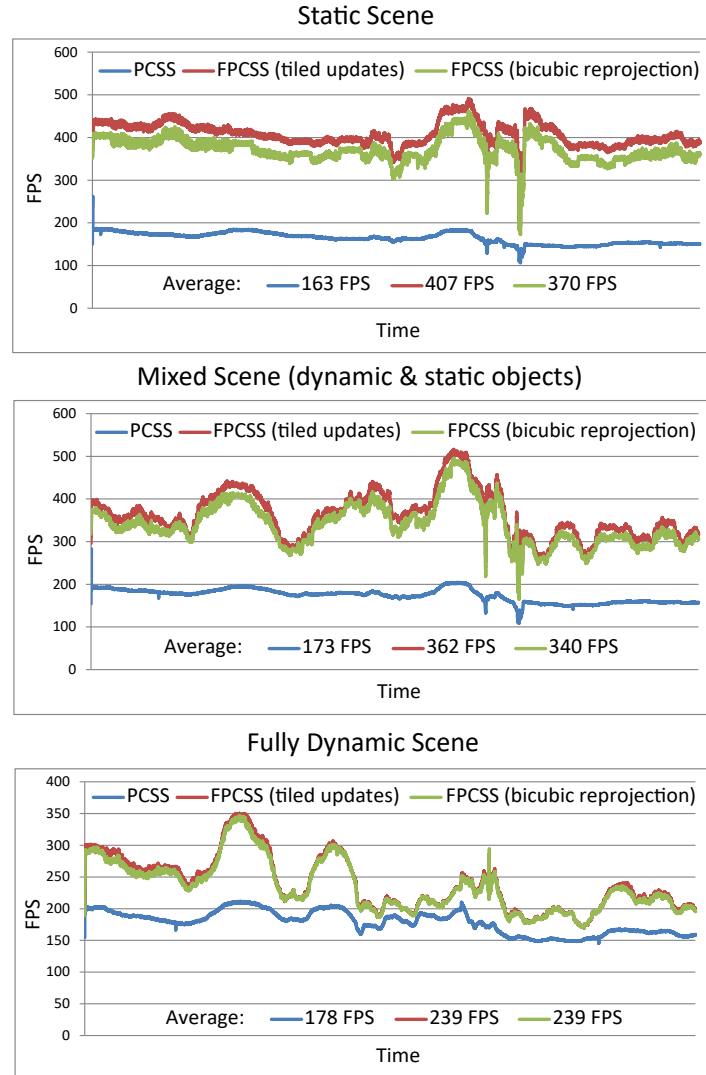 Static Scene
600
PCSS FPCSS (tiled updates) FPCSS (bicubic reprojection)
500
400
300
FPS
200
100
Average: 163 FPS 407 FPS 370 FPS
0
Time
Mixed Scene (dynamic & static objects)
600
PCSS FPCSS (tiled updates) FPCSS (bicubic reprojection)
500
400
300
FPS
200
100
Average: 173 FPS 362 FPS 340 FPS
0
Time
Fully Dynamic Scene
400
PCSS FPCSS (tiled updates) FPCSS (bicubic reprojection)
350
300
250
200
FPS
150
100
50
Average: 178 FPS 239 FPS 239 FPS
0
Time